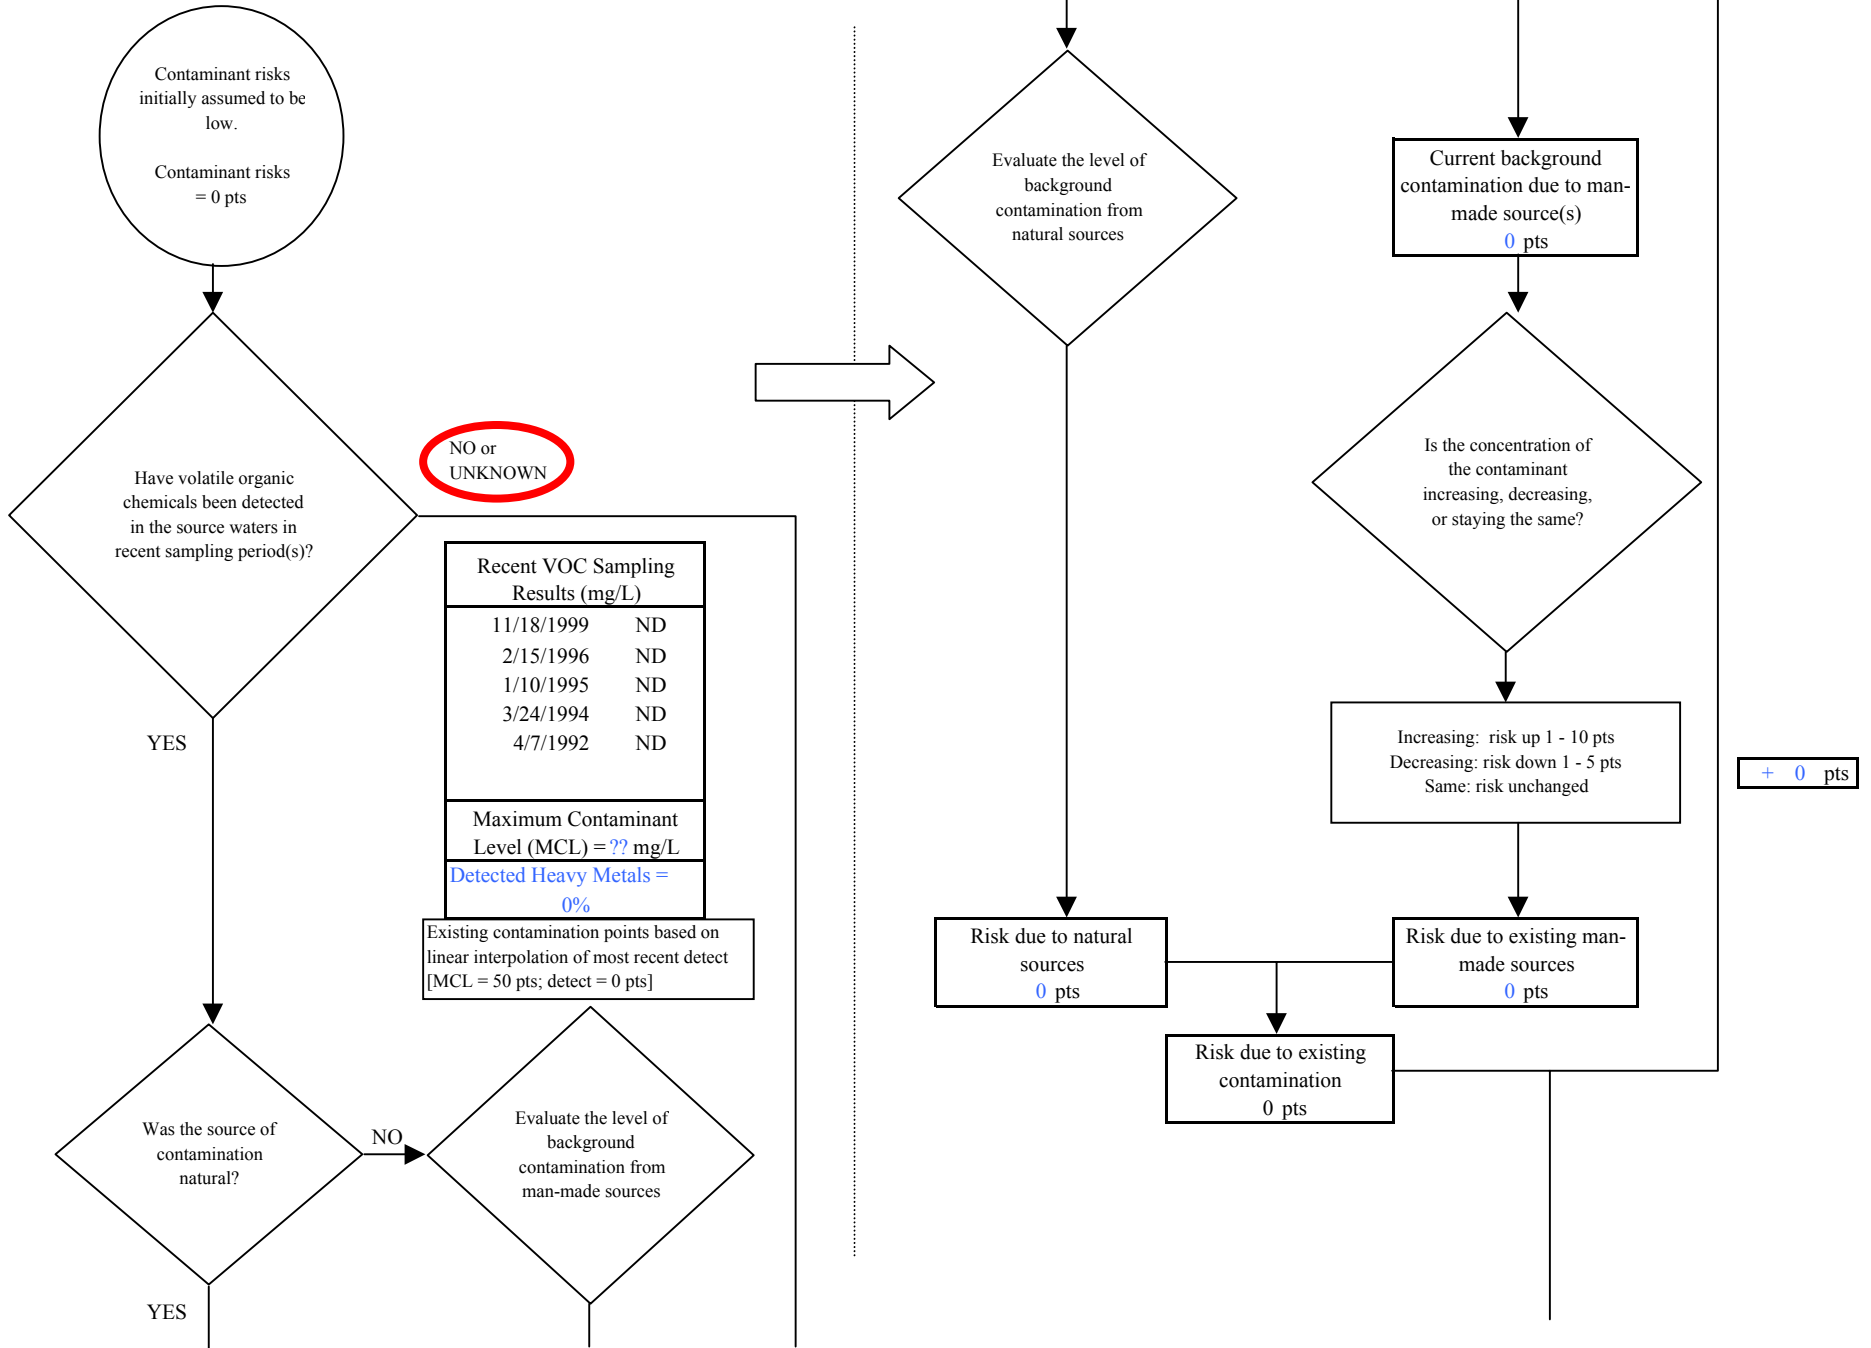 Contaminant risks
initially assumed to be
low.
Contaminant risks
= 0 pts
Have volatile organic
chemicals been detected
in the source waters in
recent sampling period(s)?
NO or
UNKNOWN
YES
Recent VOC Sampling
Results (mg/L)
11/18/1999 ND
2/15/1996 ND
1/10/1995 ND
3/24/1994 ND
4/7/1992 ND
Maximum Contaminant
Level (MCL) = ?? mg/L
Detected Heavy Metals =
0%
Existing contamination points based on
linear interpolation of most recent detect
[MCL = 50 pts; detect = 0 pts]
Was the source of
contamination
natural?
NO
YES
Evaluate the level of
background
contamination from
man-made sources
Evaluate the level of
background
contamination from
natural sources
Current background
contamination due to man-
made source(s)
0 pts
Is the concentration of
the contaminant
increasing, decreasing,
or staying the same?
Increasing: risk up 1 - 10 pts
Decreasing: risk down 1 - 5 pts
Same: risk unchanged
+ 0 pts
Risk due to natural
sources
0 pts
Risk due to existing man-
made sources
0 pts
Risk due to existing
contamination
0 pts